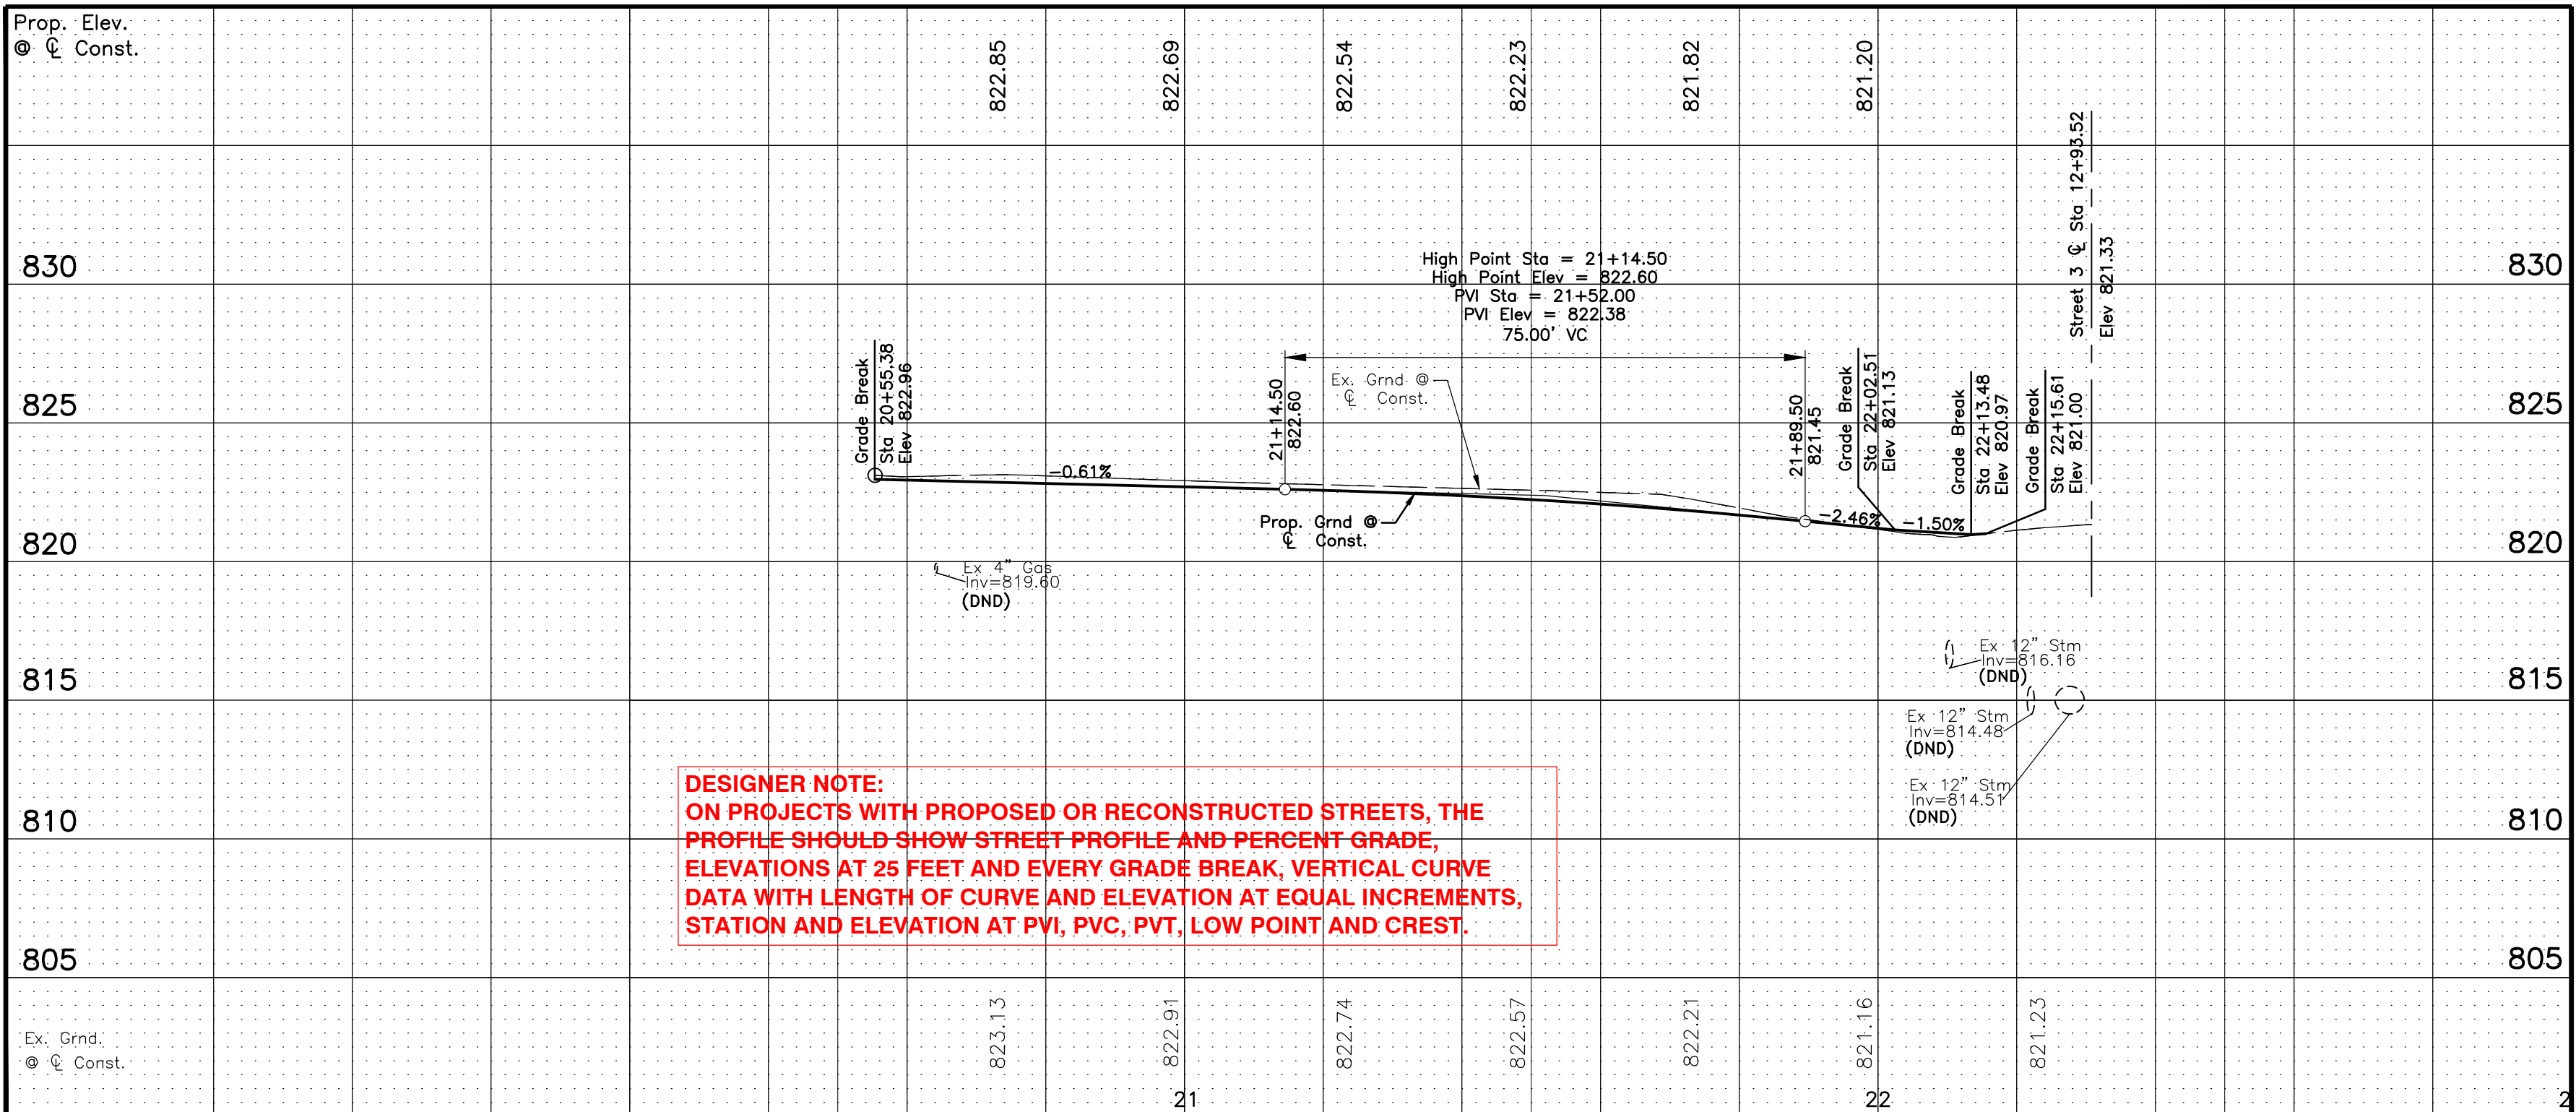 Prop. Elev.
@ ℄ Const.
822.85
822.69
822.54
822.23
821.82
821.20
Street 3 ℄ Sta 12+93.52
Elev 821.33
830
830
High Point Sta = 21+14.50
High Point Elev = 822.60
PVI Sta = 21+52.00
PVI Elev = 822.38
75.00' VC
825
825
Grade Break
Sta 20+55.38
Elev 822.96
21+14.50
822.60
Ex. Grnd @
℄ Const.
21+89.50
821.45
Grade Break
Sta 22+02.51
Elev 821.13
Grade Break
Sta 22+13.48
Elev 820.97
Grade Break
Sta 22+15.61
Elev 821.00
-0.61%
Prop. Grnd @
℄ Const.
-2.46%
-1.50%
820
820
Ex 4" Gas
Inv=819.60
(DND)
815
815
Ex 12" Stm
Inv=816.16
(DND)
Ex 12" Stm
Inv=814.48
(DND)
Ex 12" Stm
Inv=814.51
(DND)
DESIGNER NOTE:
ON PROJECTS WITH PROPOSED OR RECONSTRUCTED STREETS, THE
PROFILE SHOULD SHOW STREET PROFILE AND PERCENT GRADE,
ELEVATIONS AT 25 FEET AND EVERY GRADE BREAK, VERTICAL CURVE
DATA WITH LENGTH OF CURVE AND ELEVATION AT EQUAL INCREMENTS,
STATION AND ELEVATION AT PVI, PVC, PVT, LOW POINT AND CREST.
810
810
805
805
Ex. Grnd.
@ ℄ Const.
823.13
822.91
822.74
822.57
822.21
821.16
821.23
21
22
2